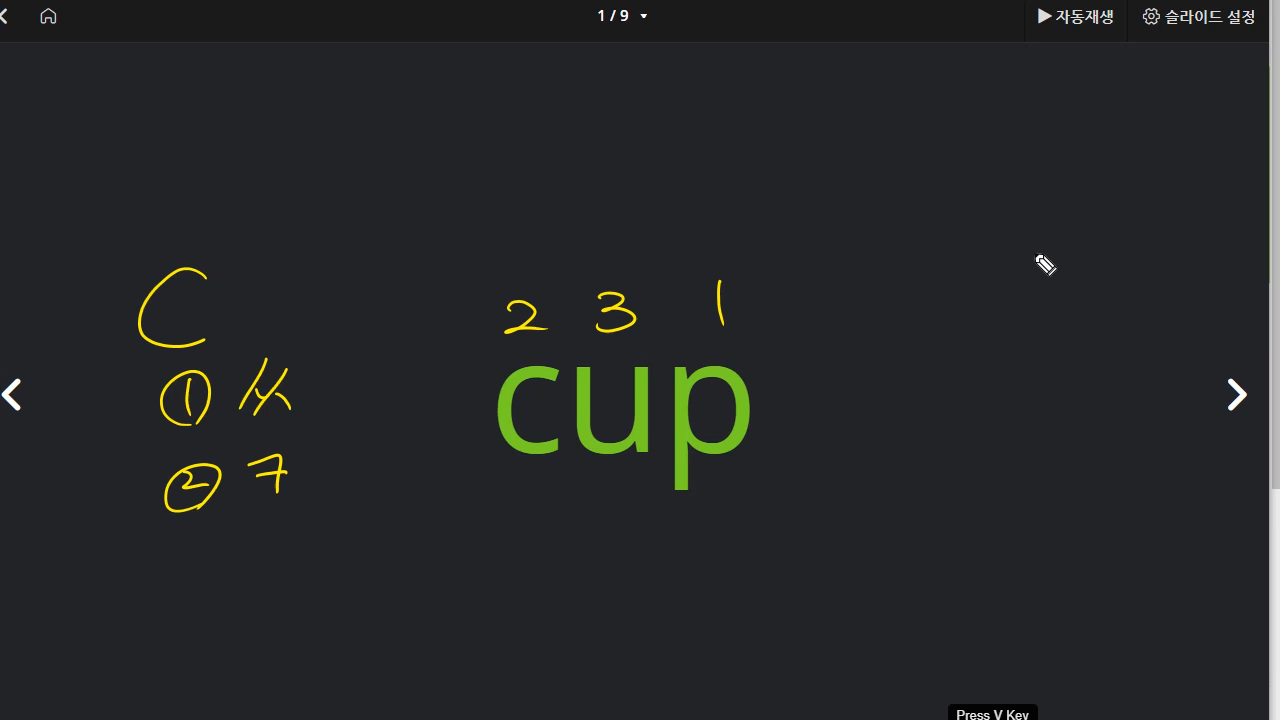 1 / 9
▶ 자동재생
슬라이드 설정
C
2 3 1
cup
① ㅆ
② ㅋ
Press V Key